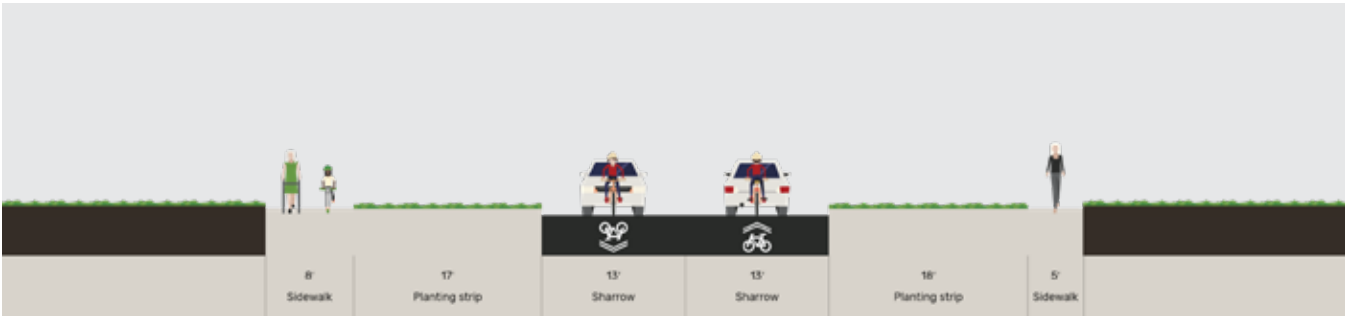 8' 17' 13' 13' 18' 5'
Sidewalk Planting strip Sharrow Sharrow Planting strip Sidewalk